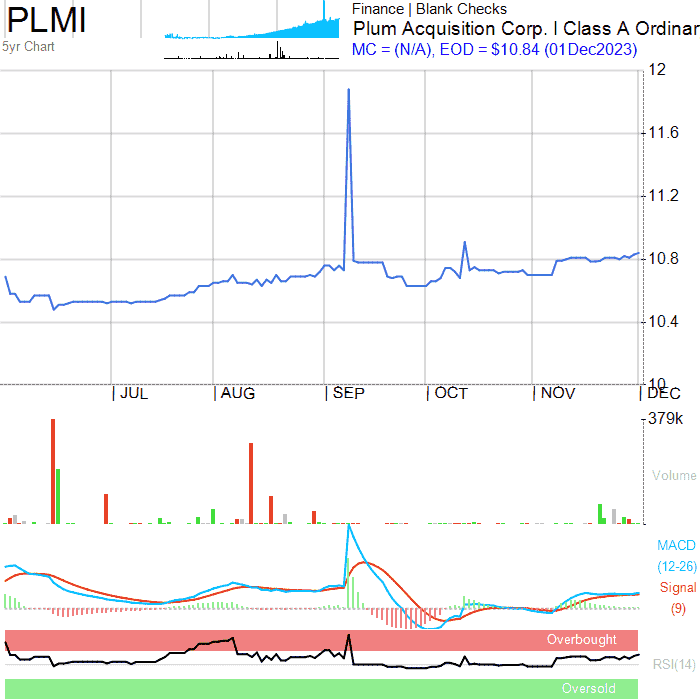 PLMI
5yr Chart
Finance | Blank Checks
Plum Acquisition Corp. I Class A Ordinar
MC = (N/A), EOD = $10.84 (01Dec2023)
12
11.6
11.2
10.8
10.4
10
JUL AUG SEP OCT NOV DEC
379k
Volume
MACD
(12-26)
Signal
(9)
Overbought
RSI(14)
Oversold